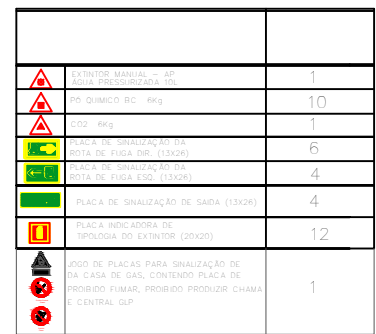 EXTINTOR MANUAL - AP
ÁGUA PRESSURIZADA 10L
1
PÓ QUIMICO BC 6Kg
10
CO2 6Kg
1
PLACA DE SINALIZAÇÃO DA
ROTA DE FUGA DIR. (13X26)
6
PLACA DE SINALIZAÇÃO DA
ROTA DE FUGA ESQ. (13X26)
4
PLACA DE SINALIZAÇÃO DE SAIDA (13X26)
4
PLACA INDICADORA DE
TIPOLOGIA DO EXTINTOR (20X20)
12
JOGO DE PLACAS PARA SINALIZAÇÃO DE
DA CASA DE GAS, CONTENDO PLACA DE
PROIBIDO FUMAR, PROIBIDO PRODUZIR CHAMA
E CENTRAL GLP
1